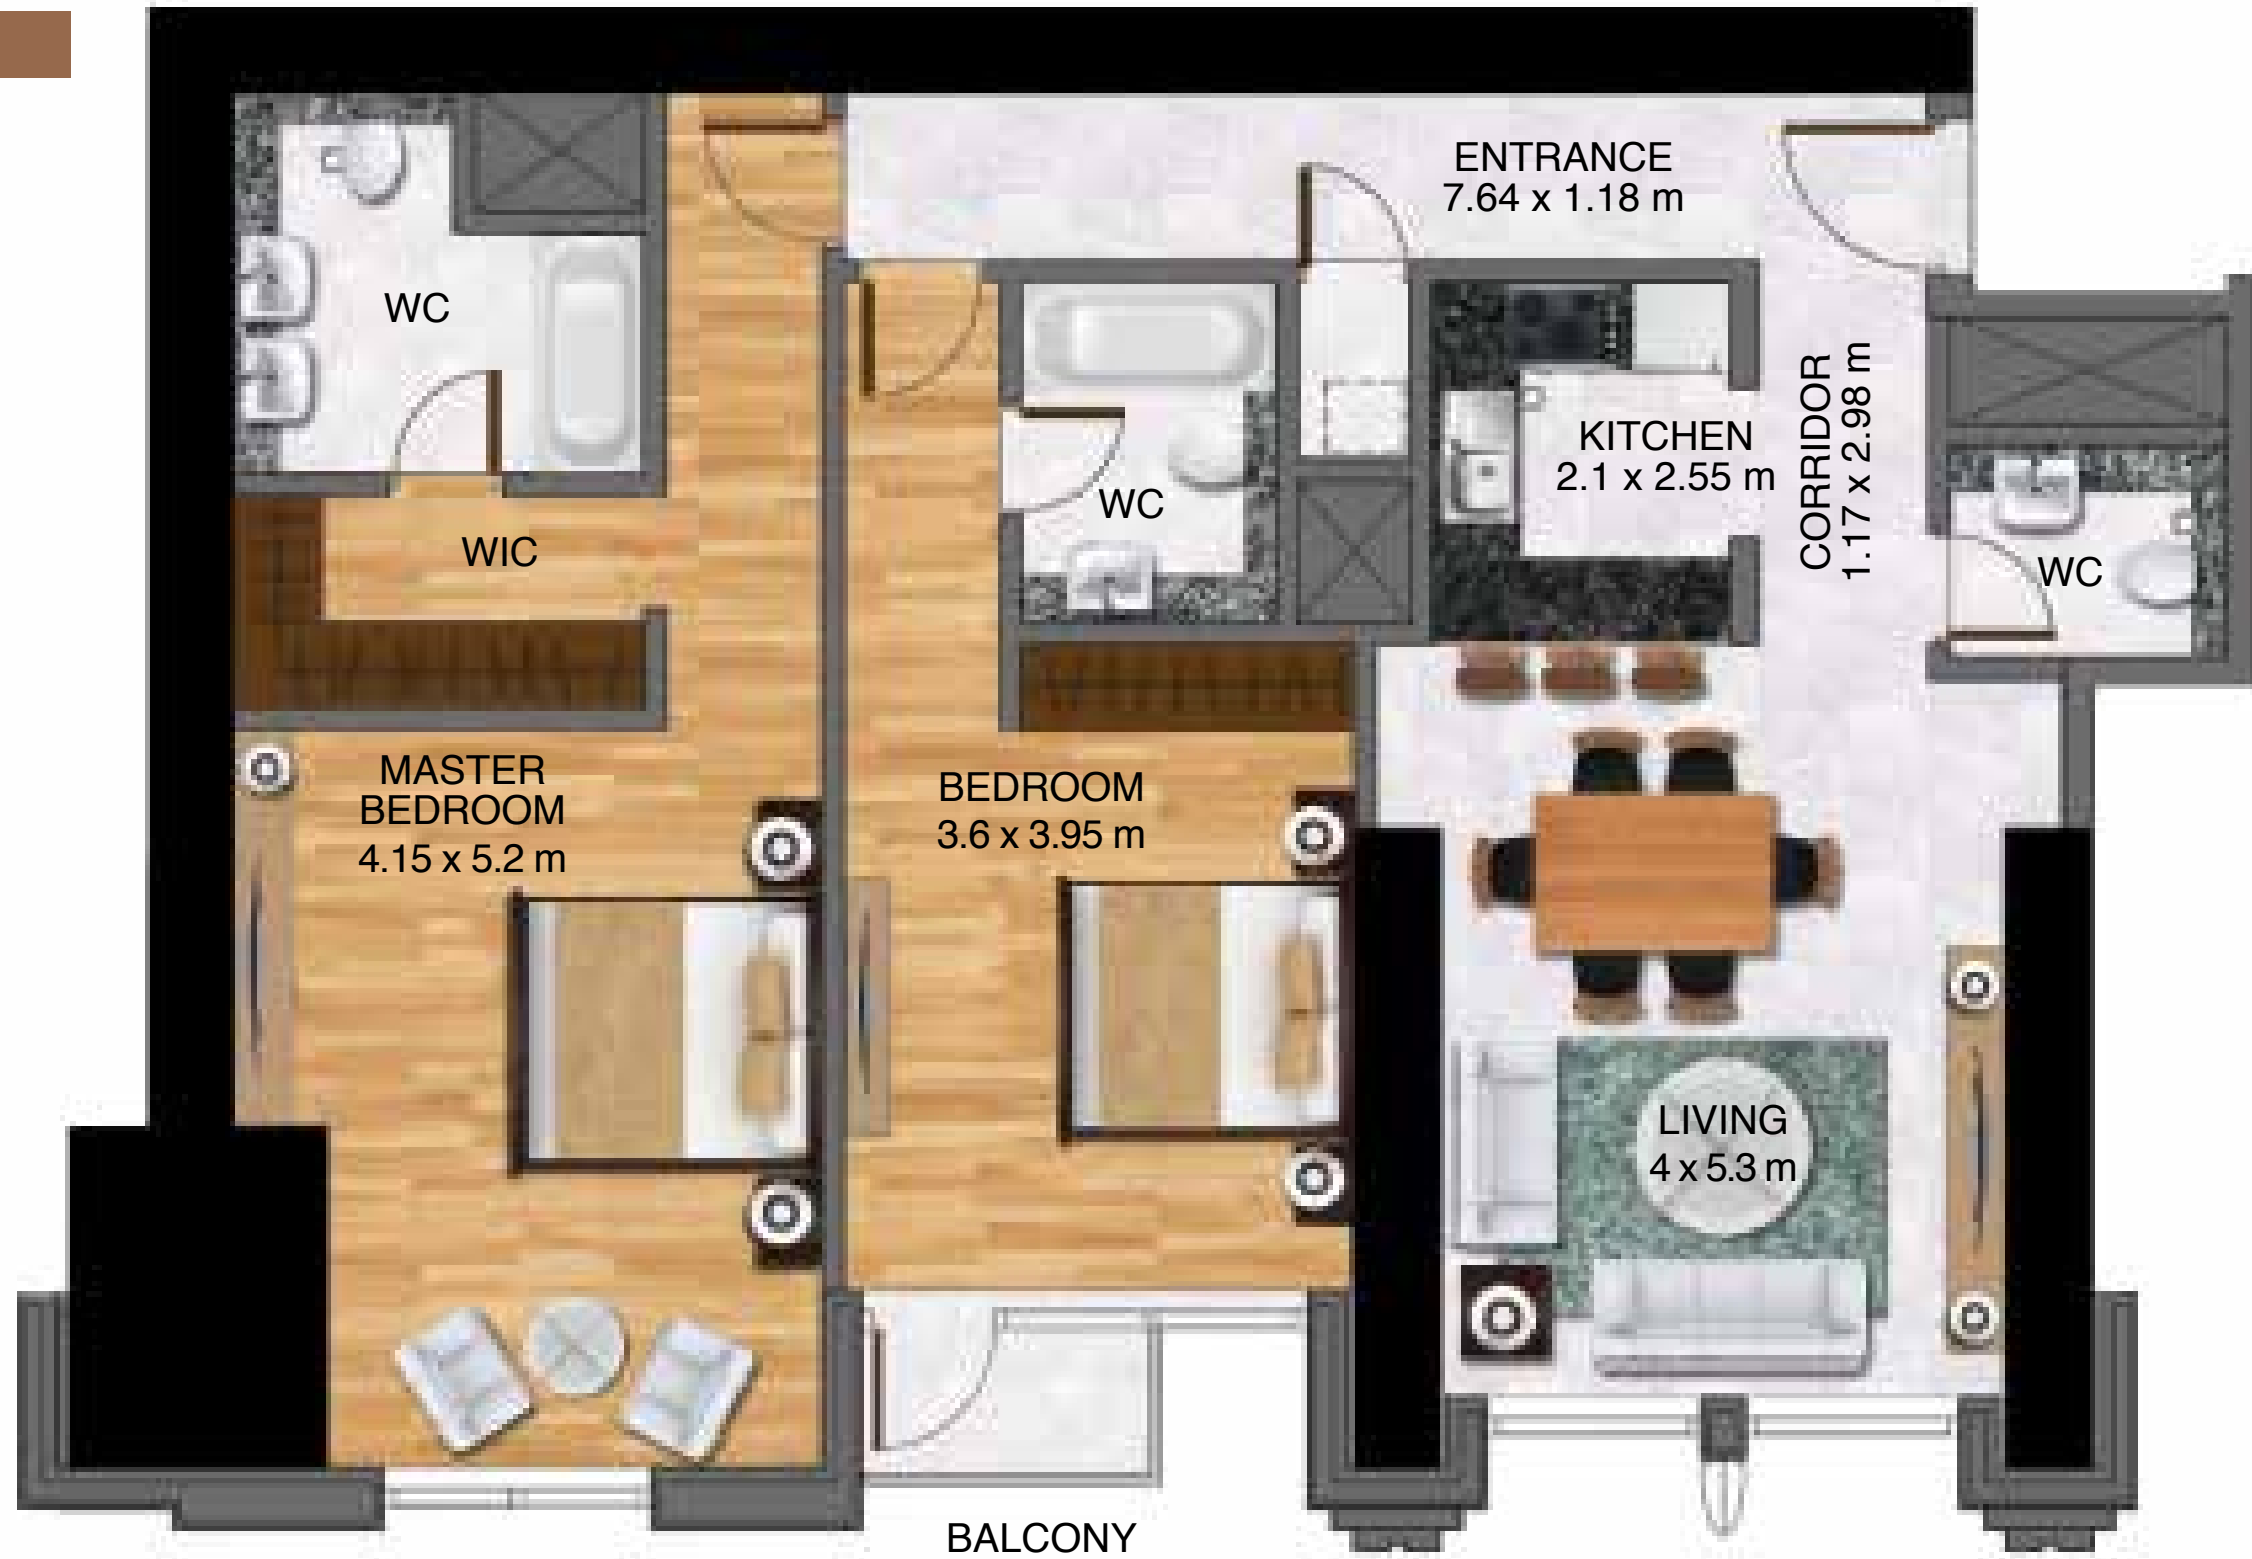 ENTRANCE
7.64 x 1.18 m
WC
KITCHEN
2.1 x 2.55 m
CORRIDOR
1.17 x 2.98 m
WC
WC
WIC
MASTER
BEDROOM
4.15 x 5.2 m
BEDROOM
3.6 x 3.95 m
LIVING
4 x 5.3 m
BALCONY